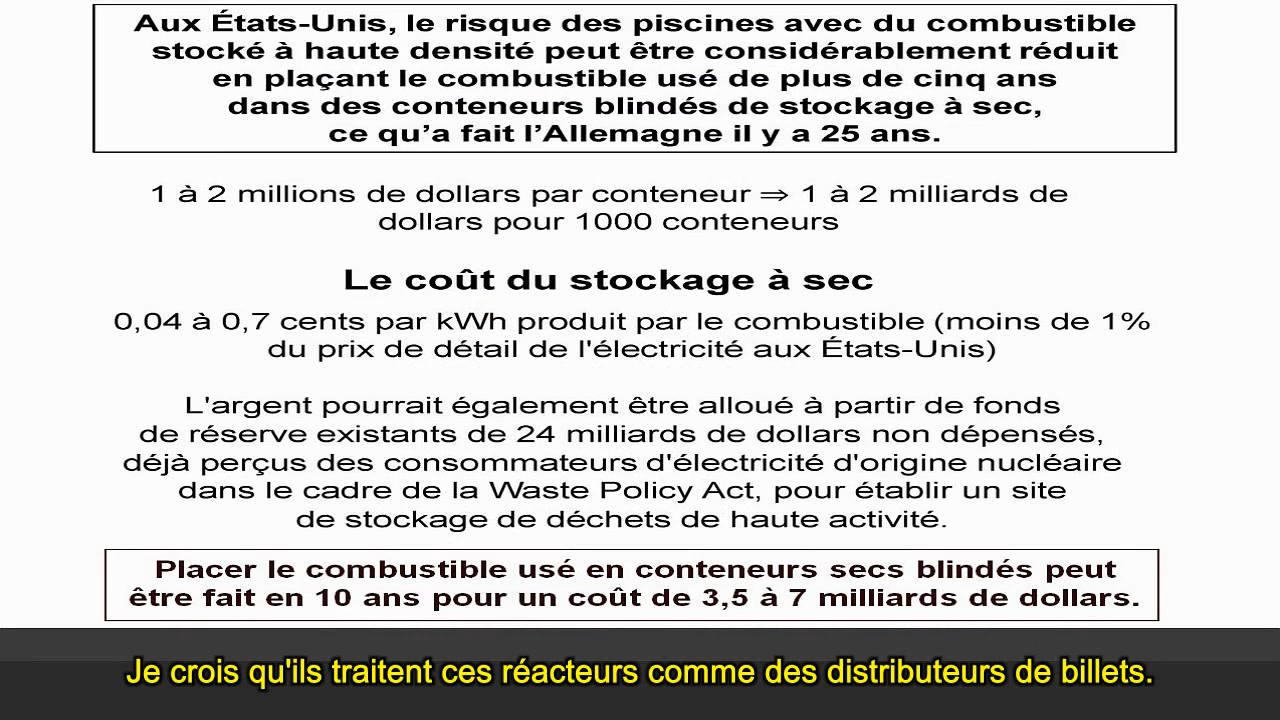 Aux États-Unis, le risque des piscines avec du combustible
stocké à haute densité peut être considérablement réduit
en plaçant le combustible usé de plus de cinq ans
dans des conteneurs blindés de stockage à sec,
ce qu'a fait l'Allemagne il y a 25 ans.
1 à 2 millions de dollars par conteneur ⇒ 1 à 2 milliards de
dollars pour 1000 conteneurs
Le coût du stockage à sec
0,04 à 0,7 cents par kWh produit par le combustible (moins de 1%
du prix de détail de l'électricité aux États-Unis)
L'argent pourrait également être alloué à partir de fonds
de réserve existants de 24 milliards de dollars non dépensés,
déjà perçus des consommateurs d'électricité d'origine nucléaire
dans le cadre de la Waste Policy Act, pour établir un site
de stockage de déchets de haute activité.
Placer le combustible usé en conteneurs secs blindés peut
être fait en 10 ans pour un coût de 3,5 à 7 milliards de dollars.
Je crois qu'ils traitent ces réacteurs comme des distributeurs de billets.